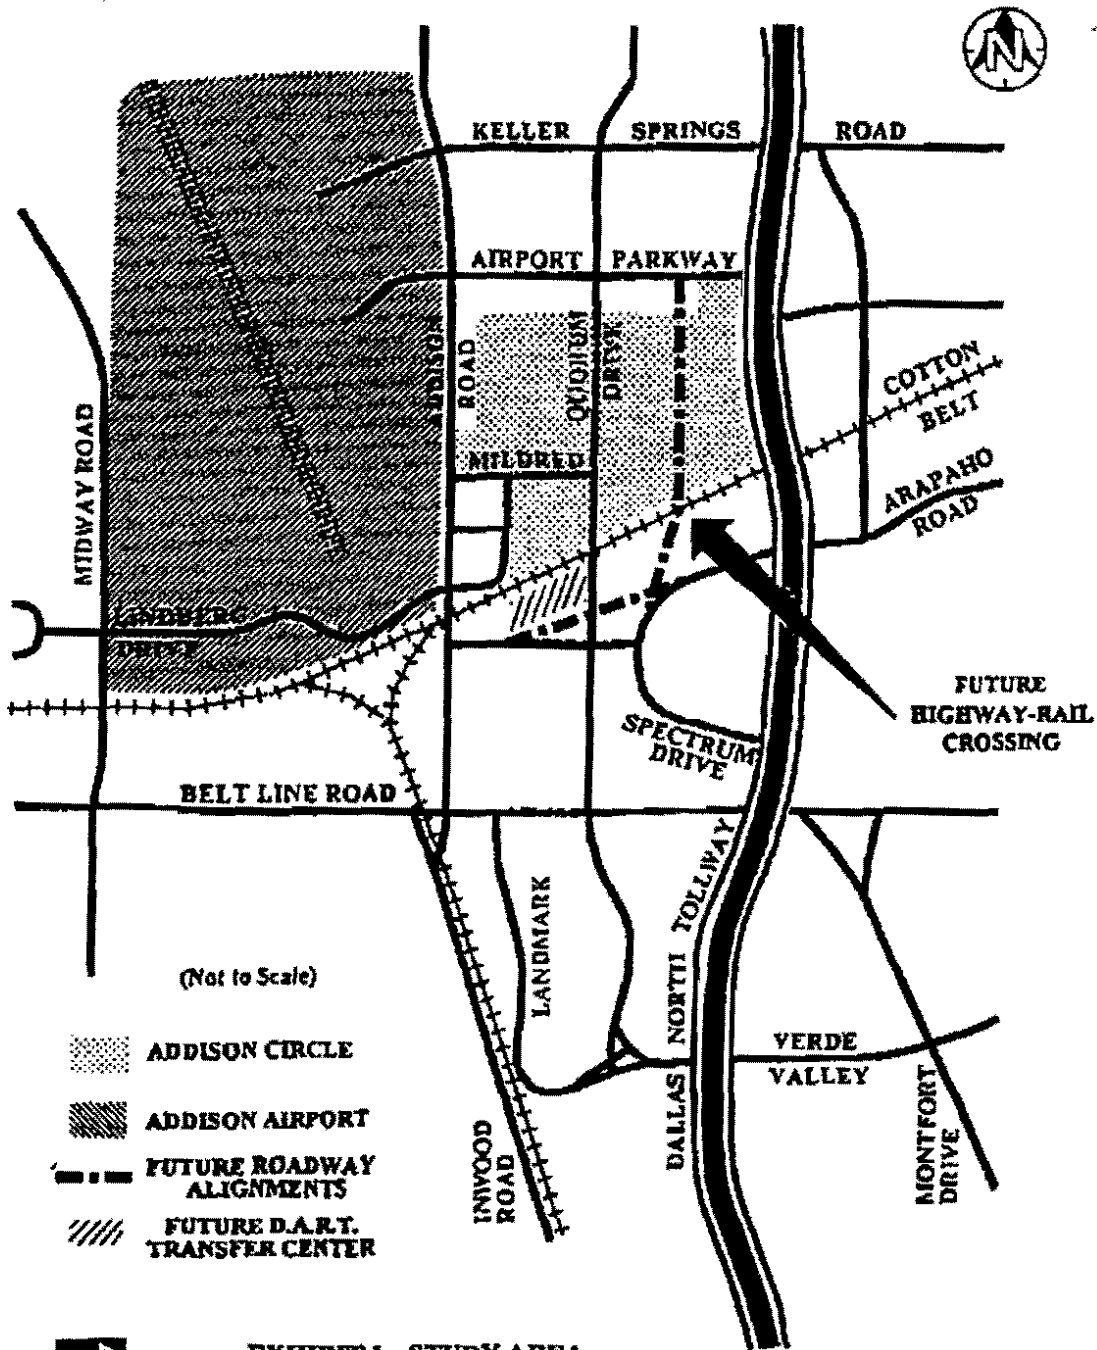 N
KELLER SPRINGS ROAD
AIRPORT PARKWAY
ADDISON
ROAD
QUORUM
DRIVE
COTTON
BELT
MIDWAY ROAD
MILDRED
ARAPAHO
ROAD
LINDBERG
DRIVE
FUTURE
HIGHWAY-RAIL
CROSSING
SPECTRUM
DRIVE
BELT LINE ROAD
DALLAS NORTH TOLLWAY
LANDMARK
(Not to Scale)
VERDE
VALLEY
MONTFORT
DRIVE
INWOOD
ROAD
ADDISON CIRCLE
ADDISON AIRPORT
FUTURE ROADWAY
ALIGNMENTS
FUTURE D.A.R.T.
TRANSFER CENTER
STUDY AREA